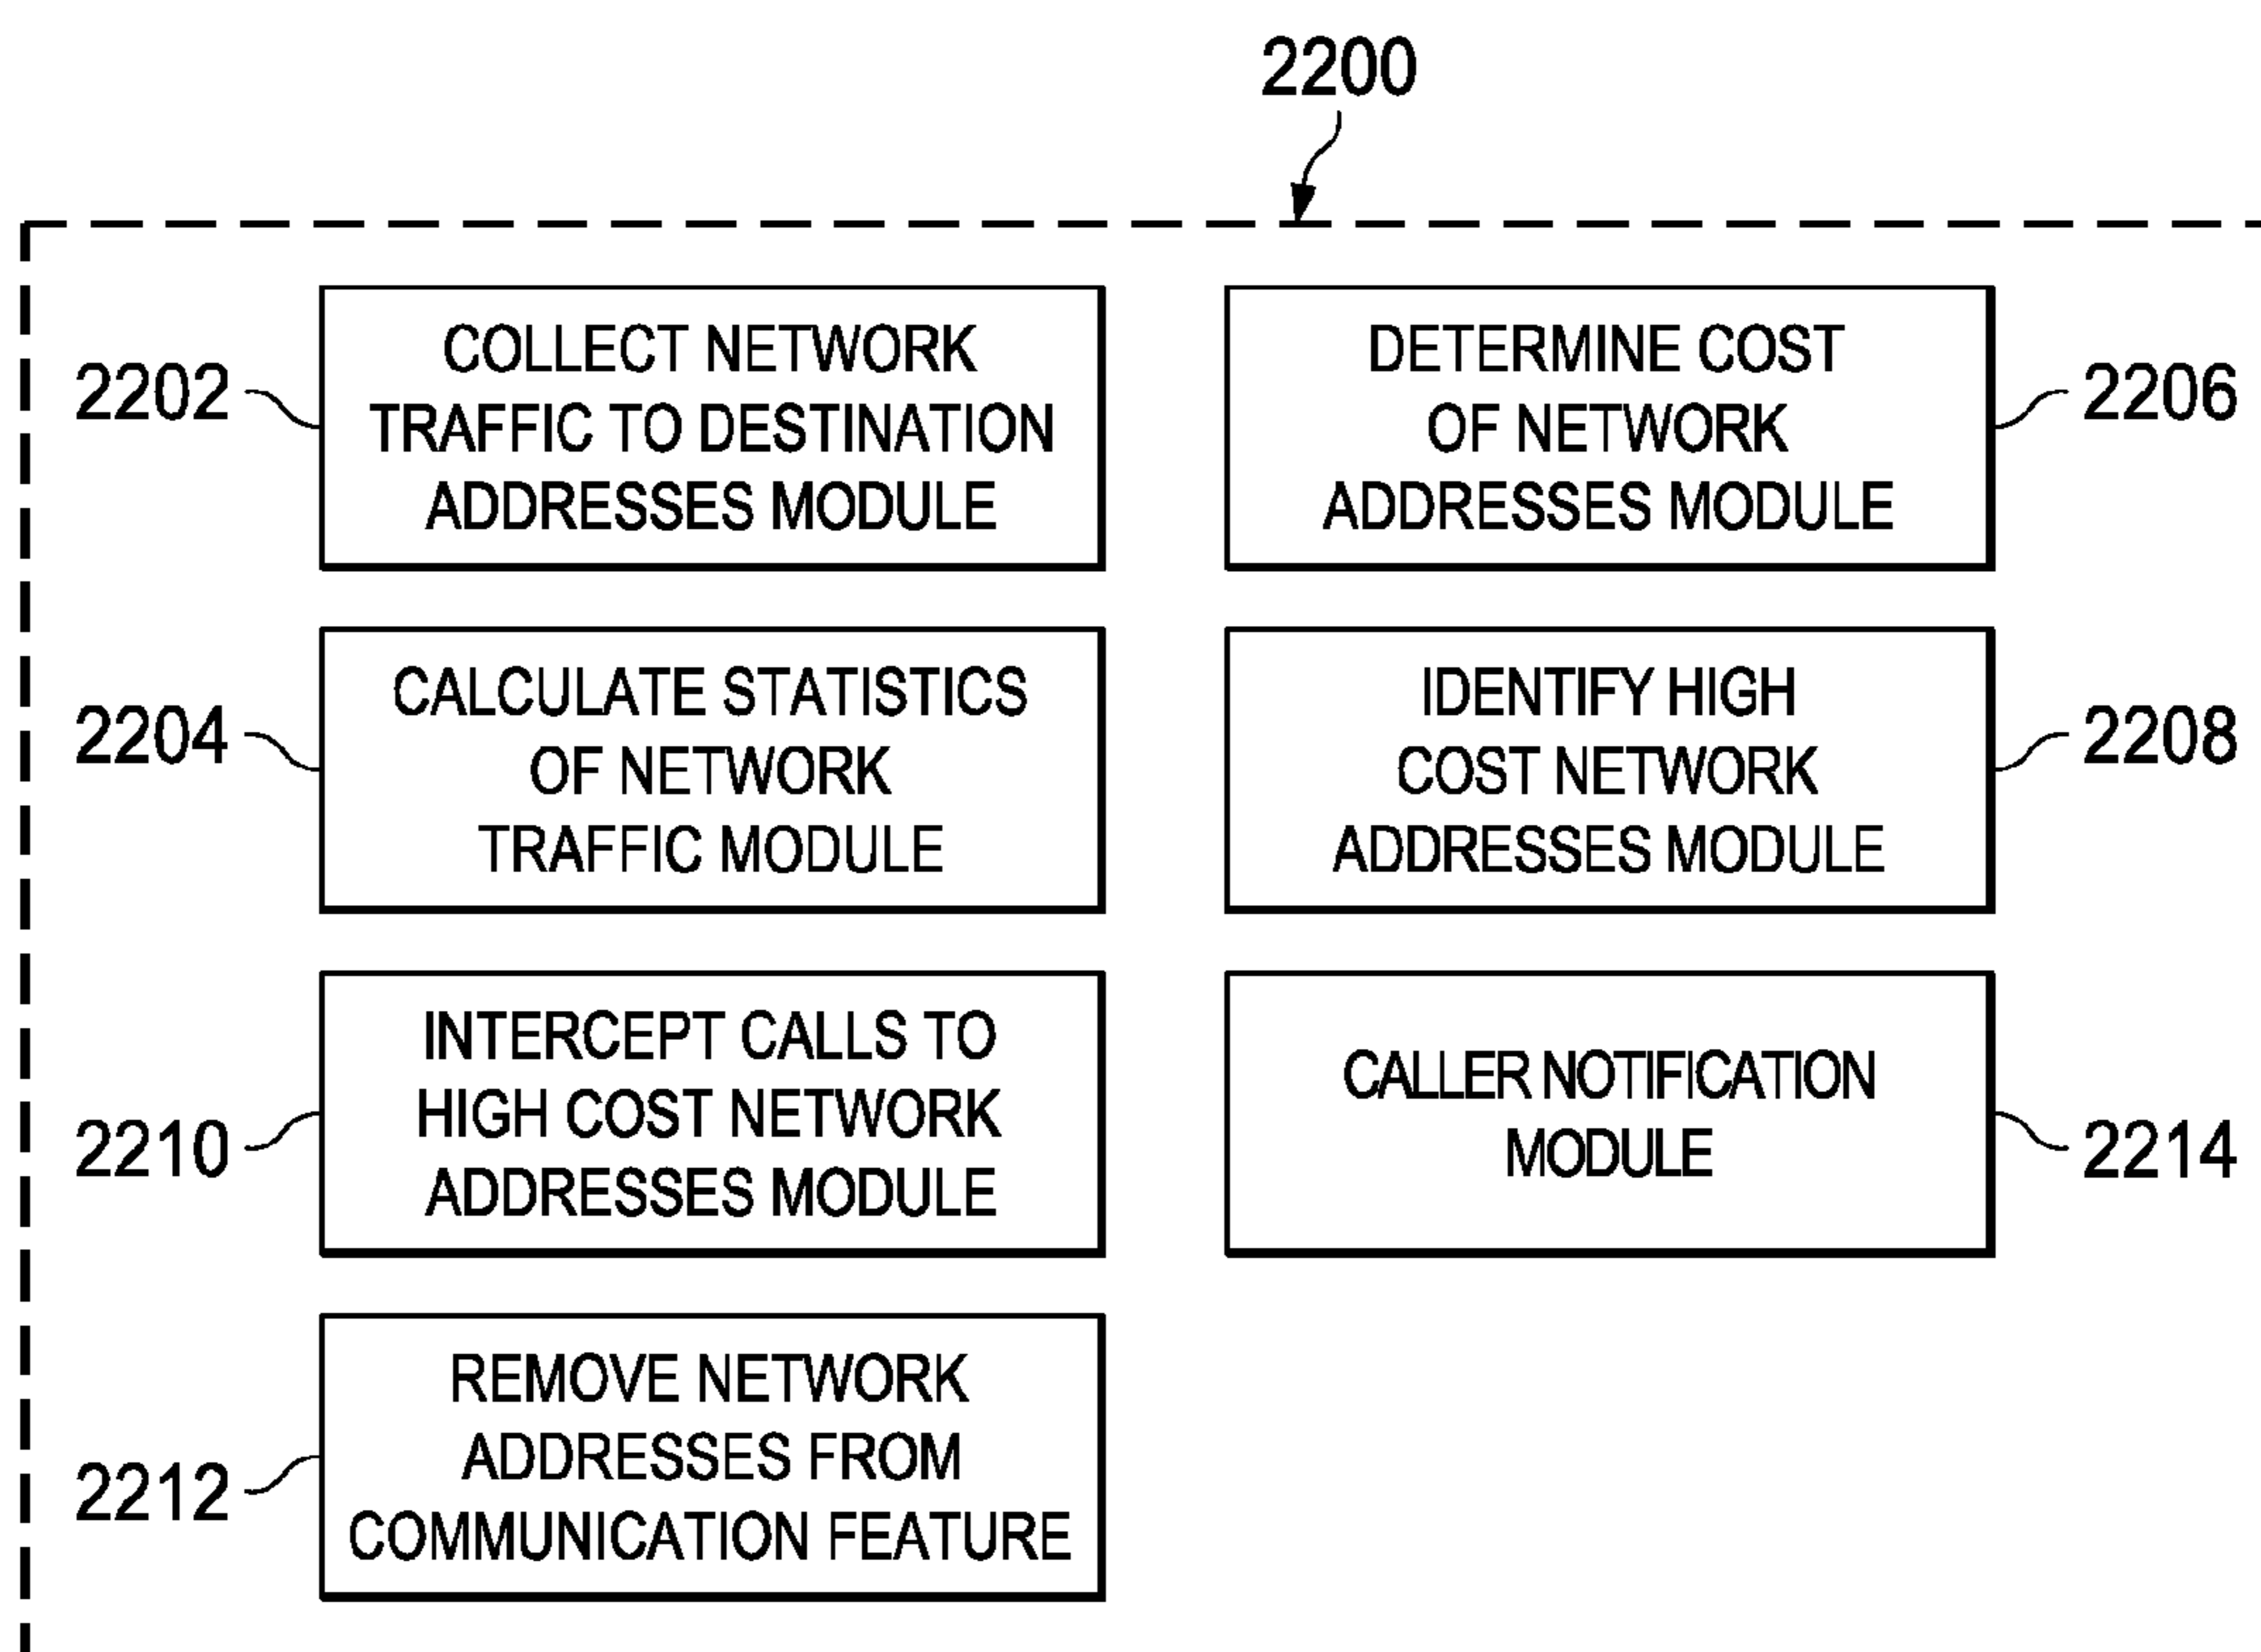 2200
2202
COLLECT NETWORK
TRAFFIC TO DESTINATION
ADDRESSES MODULE
DETERMINE COST
OF NETWORK
ADDRESSES MODULE
2206
2204
CALCULATE STATISTICS
OF NETWORK
TRAFFIC MODULE
IDENTIFY HIGH
COST NETWORK
ADDRESSES MODULE
2208
2210
INTERCEPT CALLS TO
HIGH COST NETWORK
ADDRESSES MODULE
CALLER NOTIFICATION
MODULE
2214
2212
REMOVE NETWORK
ADDRESSES FROM
COMMUNICATION FEATURE